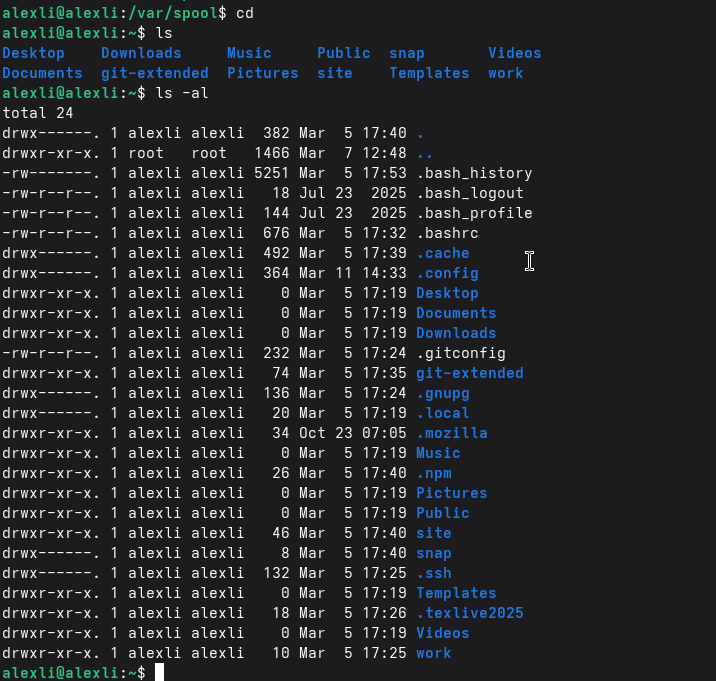 alexli@alexli:/var/spool$ cd
alexli@alexli:~$ ls
Desktop    Downloads     Music     Public  snap       Videos
Documents  git-extended  Pictures  site    Templates  work
alexli@alexli:~$ ls -al
total 24
drwx------. 1 alexli alexli  382 Mar  5 17:40 .
drwxr-xr-x. 1 root   root   1466 Mar  7 12:48 ..
-rw-------. 1 alexli alexli 5251 Mar  5 17:53 .bash_history
-rw-r--r--. 1 alexli alexli   18 Jul 23  2025 .bash_logout
-rw-r--r--. 1 alexli alexli  144 Jul 23  2025 .bash_profile
-rw-r--r--. 1 alexli alexli  676 Mar  5 17:32 .bashrc
drwx------. 1 alexli alexli  492 Mar  5 17:39 .cache
drwx------. 1 alexli alexli  364 Mar 11 14:33 .config
drwxr-xr-x. 1 alexli alexli    0 Mar  5 17:19 Desktop
drwxr-xr-x. 1 alexli alexli    0 Mar  5 17:19 Documents
drwxr-xr-x. 1 alexli alexli    0 Mar  5 17:19 Downloads
-rw-r--r--. 1 alexli alexli  232 Mar  5 17:24 .gitconfig
drwxr-xr-x. 1 alexli alexli   74 Mar  5 17:35 git-extended
drwx------. 1 alexli alexli  136 Mar  5 17:24 .gnupg
drwx------. 1 alexli alexli   20 Mar  5 17:19 .local
drwxr-xr-x. 1 alexli alexli   34 Oct 23 07:05 .mozilla
drwxr-xr-x. 1 alexli alexli    0 Mar  5 17:19 Music
drwxr-xr-x. 1 alexli alexli   26 Mar  5 17:40 .npm
drwxr-xr-x. 1 alexli alexli    0 Mar  5 17:19 Pictures
drwxr-xr-x. 1 alexli alexli    0 Mar  5 17:19 Public
drwxr-xr-x. 1 alexli alexli   46 Mar  5 17:40 site
drwx------. 1 alexli alexli    8 Mar  5 17:40 snap
drwx------. 1 alexli alexli  132 Mar  5 17:25 .ssh
drwxr-xr-x. 1 alexli alexli    0 Mar  5 17:19 Templates
drwxr-xr-x. 1 alexli alexli   18 Mar  5 17:26 .texlive2025
drwxr-xr-x. 1 alexli alexli    0 Mar  5 17:19 Videos
drwxr-xr-x. 1 alexli alexli   10 Mar  5 17:25 work
alexli@alexli:~$